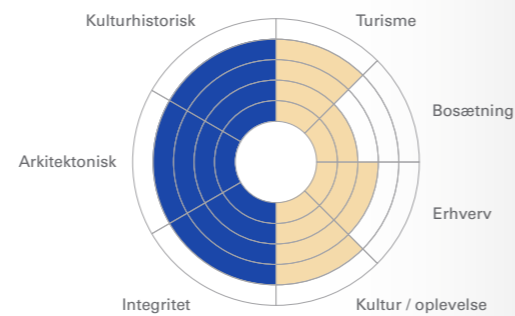 Kulturhistorisk
Turisme
Bosætning
Arkitektonisk
Erhverv
Integritet
Kultur / oplevelse